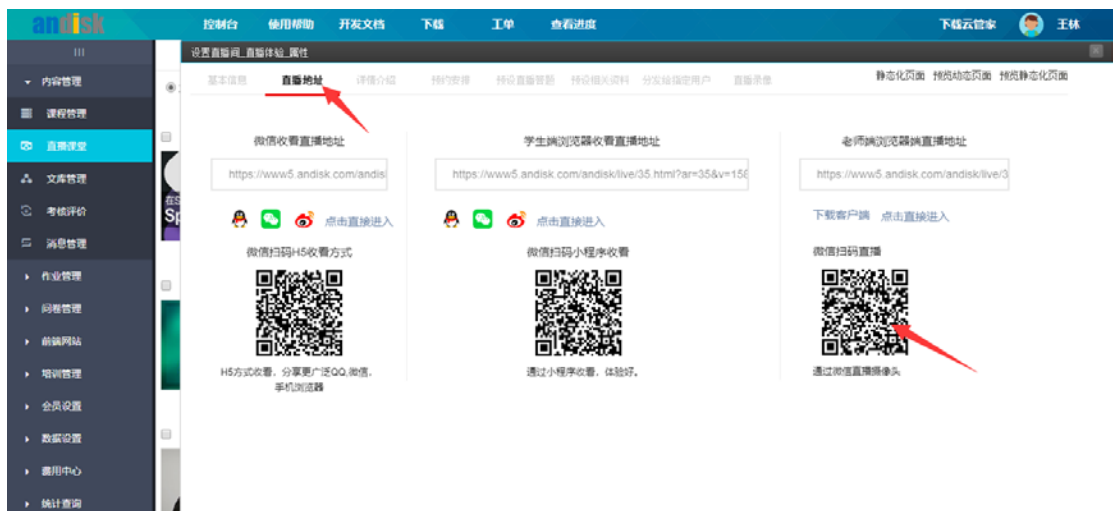 andisk
控制台 使用帮助 开发文档 下载 工单 查看进度 下载云管家 王林
设置直播间_直播体验_属性
基本信息 直播地址 详情介绍 预约安排 预设直播答题 预设相关资料 分发给指定用户 直播录像 静态化页面 预览动态页面 预览静态化页面
内容管理
课程管理
直播课堂
文库管理
考核评价
消息管理
作业管理
问卷管理
前端网站
培训管理
会员设置
数据设置
费用中心
统计查询
微信收看直播地址
https://www5.andisk.com/andis
点击直接进入
微信扫码H5收看方式
H5方式收看，分享更广泛QQ,微信，
手机浏览器
学生端浏览器收看直播地址
https://www5.andisk.com/andisk/live/35.html?ar=35&v=158
点击直接进入
微信扫码小程序收看
通过小程序收看，体验好。
老师端浏览器端直播地址
https://www5.andisk.com/andisk/live/3
下载客户端 点击直接进入
微信扫码直播
通过微信直播摄像头